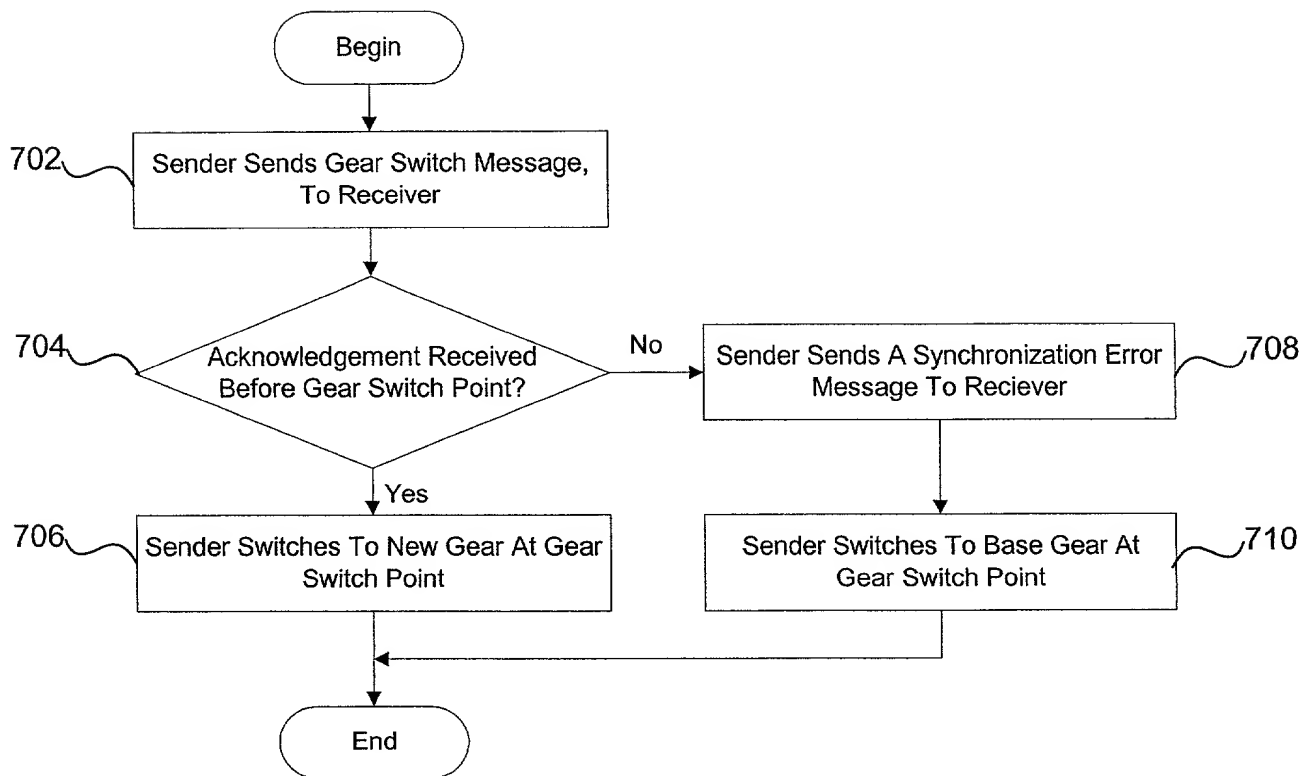 Begin
702
Sender Sends Gear Switch Message,
To Receiver
704
Acknowledgement Received
Before Gear Switch Point?
No
Sender Sends A Synchronization Error
Message To Reciever
708
Yes
706
Sender Switches To New Gear At Gear
Switch Point
Sender Switches To Base Gear At
Gear Switch Point
710
End